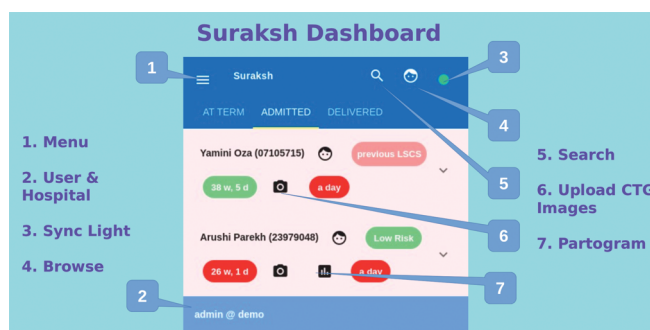 Suraksh Dashboard
1
3
Suraksh
AT TERM ADMITTED DELIVERED
4
1. Menu
2. User &
Hospital
3. Sync Light
4. Browse
Yamini Oza (07105715) previous LSCS
38 w, 5 d a day
5
Arushi Parekh (23979048) Low Risk
26 w, 1 d a day
6
7
2
admin @ demo
5. Search
6. Upload CTG
Images
7. Partogram